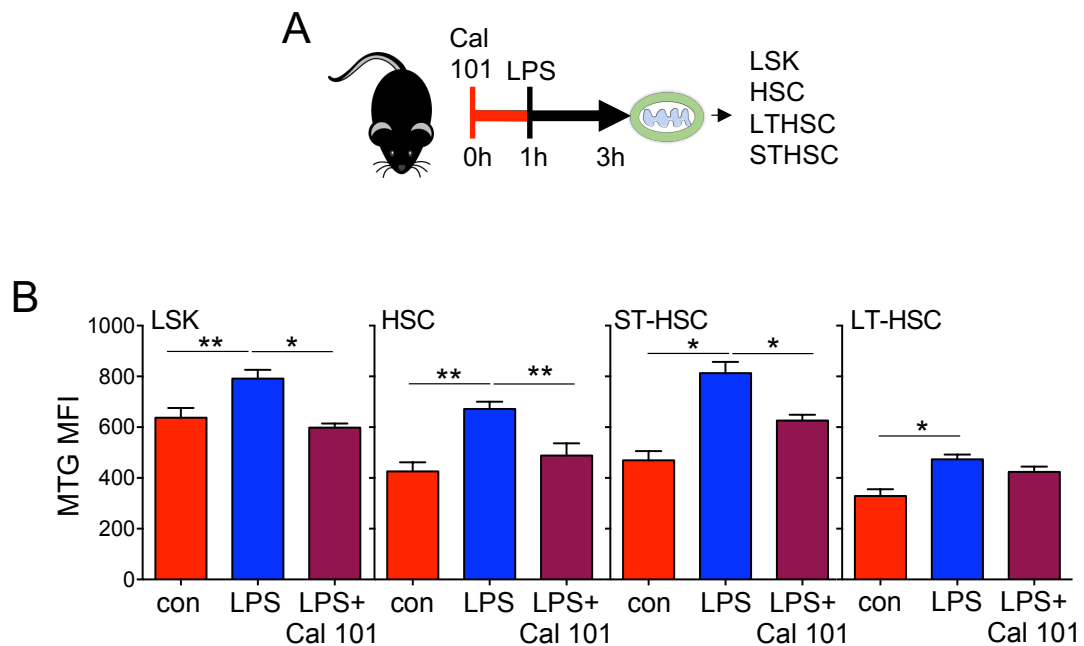 A
Cal
101
LPS
0h
1h
3h
LSK
HSC
LTHSC
STHSC
B
LSK
HSC
ST-HSC
LT-HSC
MTG MFI
1000
800
600
400
200
0
**
*
**
**
*
*
*
con
LPS
LPS+
Cal 101
con
LPS
LPS+
Cal 101
con
LPS
LPS+
Cal 101
con
LPS
LPS+
Cal 101